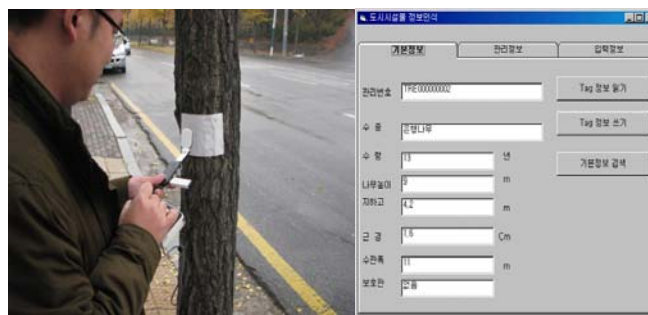 도시시설물 정보인식
기본정보 관리정보 입력정보
관리번호 TRE00000002 Tag 정보 읽기
수 종 은행나무 Tag 정보 쓰기
수 령 13 년 기본정보 검색
나무높이 9 m
지하고 4,2 m
근 경 1,6 Cm
수관폭 11 m
보호판 없음